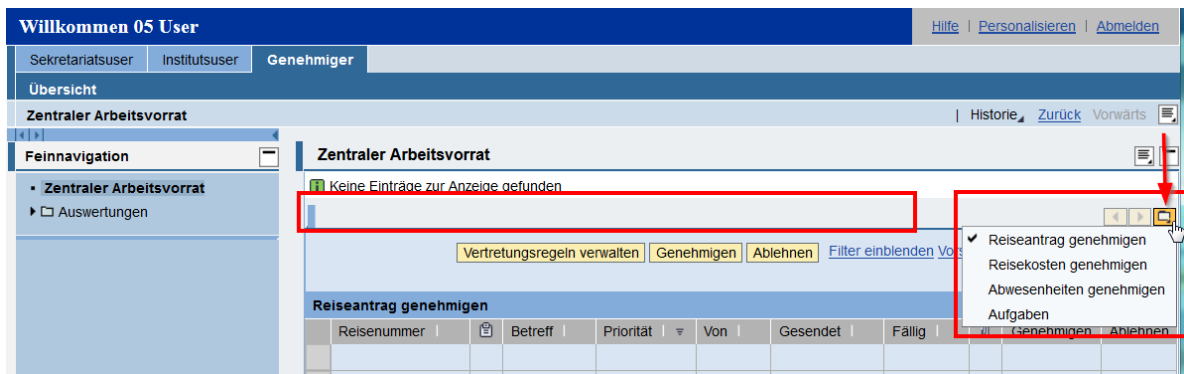 Willkommen 05 User Hilfe | Personalisieren | Abmelden
Sekretariatsuser Institutsuser Genehmiger
Übersicht
Zentraler Arbeitsvorrat | Historie Zurück Vorwärts
Feinnavigation Zentraler Arbeitsvorrat
Zentraler Arbeitsvorrat Keine Einträge zur Anzeige gefunden
Auswertungen
Reiseantrag genehmigen
Reisekosten genehmigen
Abwesenheiten genehmigen
Aufgaben
Vertretungsregeln verwalten Genehmigen Ablehnen Filter einblenden
Reiseantrag genehmigen
Reisenummer Betreff Priorität Von Gesendet Fällig Genehmigen Ablehnen